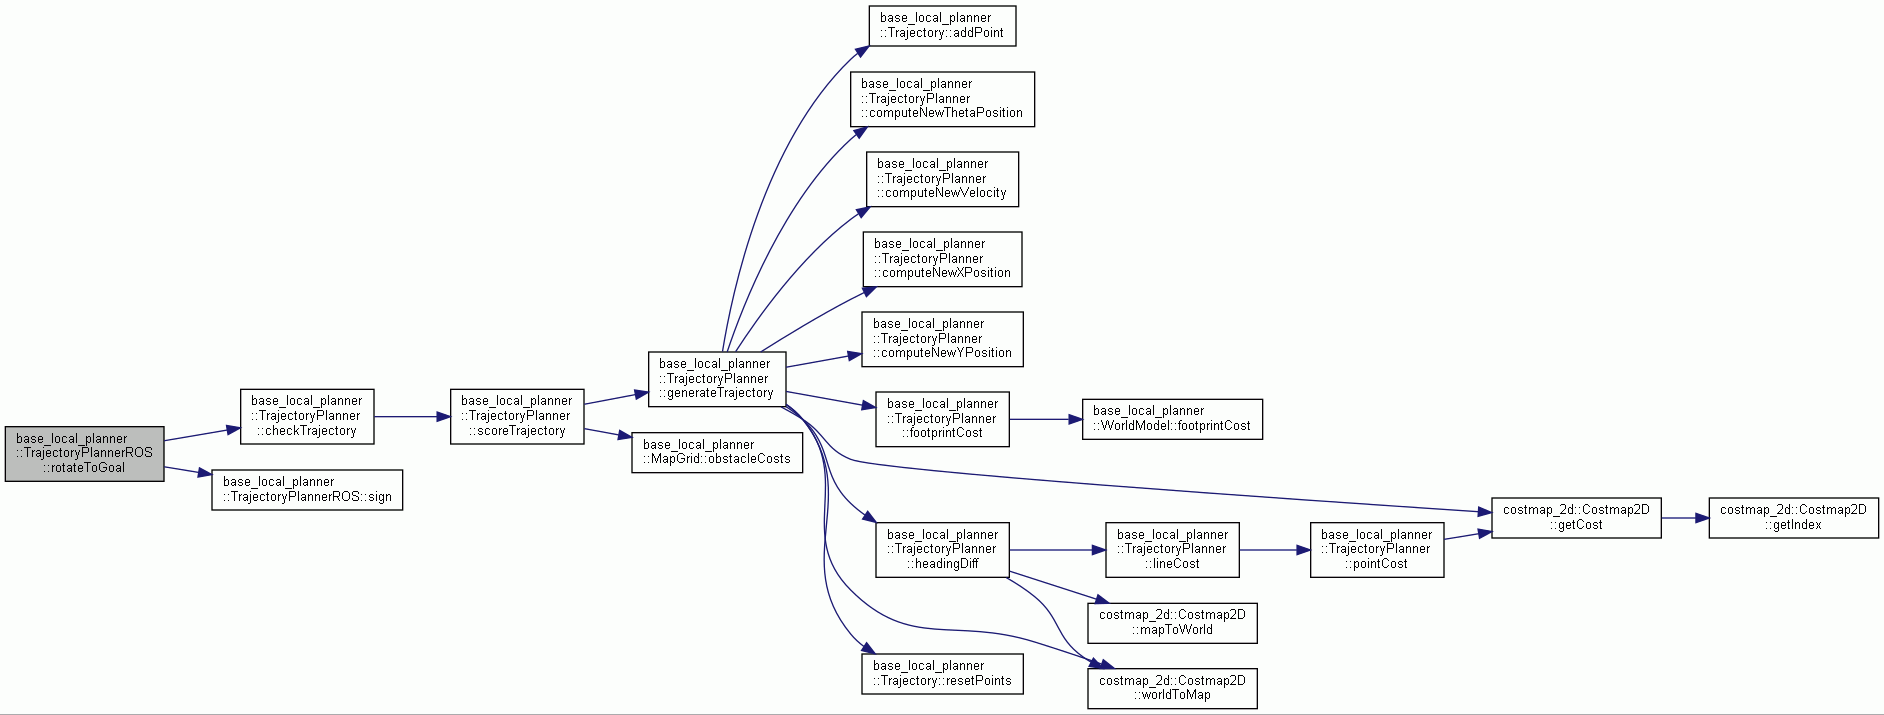 base_local_planner
::TrajectoryPlannerROS
::rotateToGoal
base_local_planner
::TrajectoryPlanner
::checkTrajectory
base_local_planner
::TrajectoryPlannerROS::sign
base_local_planner
::TrajectoryPlanner
::scoreTrajectory
base_local_planner
::TrajectoryPlanner
::generateTrajectory
base_local_planner
::MapGrid::obstacleCosts
base_local_planner
::Trajectory::addPoint
base_local_planner
::TrajectoryPlanner
::computeNewThetaPosition
base_local_planner
::TrajectoryPlanner
::computeNewVelocity
base_local_planner
::TrajectoryPlanner
::computeNewXPosition
base_local_planner
::TrajectoryPlanner
::computeNewYPosition
base_local_planner
::TrajectoryPlanner
::footprintCost
base_local_planner
::WorldModel::footprintCost
base_local_planner
::TrajectoryPlanner
::headingDiff
base_local_planner
::TrajectoryPlanner
::lineCost
base_local_planner
::TrajectoryPlanner
::pointCost
costmap_2d::Costmap2D
::getCost
costmap_2d::Costmap2D
::getIndex
costmap_2d::Costmap2D
::mapToWorld
costmap_2d::Costmap2D
::worldToMap
base_local_planner
::Trajectory::resetPoints